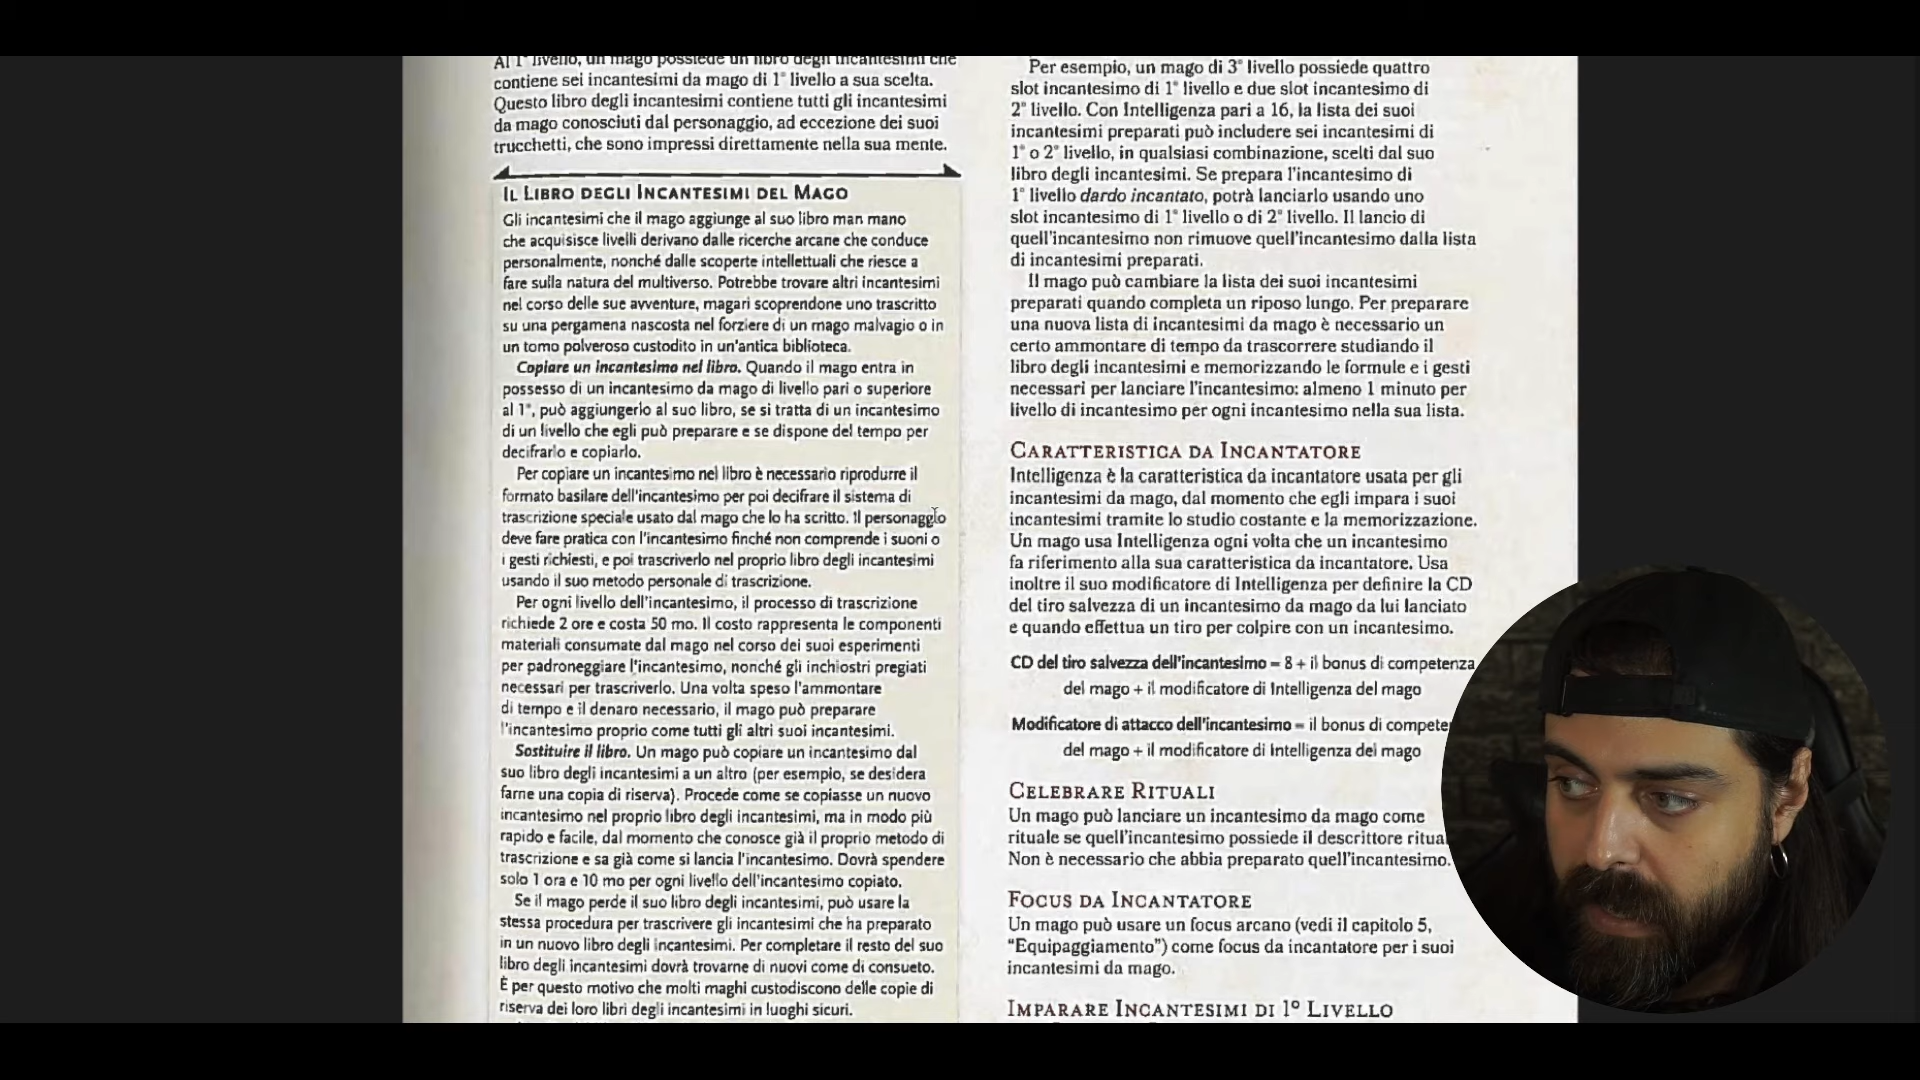 Al 1° livello, un mago possiede un libro degli incantesimi che
contiene sei incantesimi da mago di 1° livello a sua scelta.
Questo libro degli incantesimi contiene tutti gli incantesimi
da mago conosciuti dal personaggio, ad eccezione dei suoi
trucchetti, che sono impressi direttamente nella sua mente.
IL LIBRO DEGLI INCANTESIMI DEL MAGO
Gli incantesimi che il mago aggiunge al suo libro man mano
che acquisisce livelli derivano dalle ricerche arcane che conduce
personalmente, nonché dalle scoperte intellettuali che riesce a
fare sulla natura del multiverso. Potrebbe trovare altri incantesimi
nel corso delle sue avventure, magari scoprendone uno trascritto
su una pergamena nascosta nel forziere di un mago malvagio o in
un tomo polveroso custodito in un'antica biblioteca.
Copiare un incantesimo nel libro. Quando il mago entra in
possesso di un incantesimo da mago di livello pari o superiore
al 1°, può aggiungerlo al suo libro, se si tratta di un incantesimo
di un livello che egli può preparare e se dispone del tempo per
decifrarlo e copiarlo.
Per copiare un incantesimo nel libro è necessario riprodurre il
formato basilare dell'incantesimo per poi decifrare il sistema di
trascrizione speciale usato dal mago che lo ha scritto. Il personaggio
deve fare pratica con l'incantesimo finché non comprende i suoni o
i gesti richiesti, e poi trascriverlo nel proprio libro degli incantesimi
usando il suo metodo personale di trascrizione.
Per ogni livello dell'incantesimo, il processo di trascrizione
richiede 2 ore e costa 50 mo. Il costo rappresenta le componenti
materiali consumate dal mago nel corso dei suoi esperimenti
per padroneggiare l'incantesimo, nonché gli inchiostri pregiati
necessari per trascriverlo. Una volta speso l'ammontare
di tempo e il denaro necessario, il mago può preparare
l'incantesimo proprio come tutti gli altri suoi incantesimi.
Sostituire il libro. Un mago può copiare un incantesimo dal
suo libro degli incantesimi a un altro (per esempio, se desidera
farne una copia di riserva). Procede come se copiasse un nuovo
incantesimo nel proprio libro degli incantesimi, ma in modo più
rapido e facile, dal momento che conosce già il proprio metodo di
trascrizione e sa già come si lancia l'incantesimo. Dovrà spendere
solo 1 ora e 10 mo per ogni livello dell'incantesimo copiato.
Se il mago perde il suo libro degli incantesimi, può usare la
stessa procedura per trascrivere gli incantesimi che ha preparato
in un nuovo libro degli incantesimi. Per completare il resto del suo
libro degli incantesimi dovrà trovarne di nuovi come di consueto.
È per questo motivo che molti maghi custodiscono delle copie di
riserva dei loro libri degli incantesimi in luoghi sicuri.
Per esempio, un mago di 3° livello possiede quattro
slot incantesimo di 1° livello e due slot incantesimo di
2° livello. Con Intelligenza pari a 16, la lista dei suoi
incantesimi preparati può includere sei incantesimi di
1° o 2° livello, in qualsiasi combinazione, scelti dal suo
libro degli incantesimi. Se prepara l'incantesimo di
1° livello dardo incantato, potrà lanciarlo usando uno
slot incantesimo di 1° livello o di 2° livello. Il lancio di
quell'incantesimo non rimuove quell'incantesimo dalla lista
di incantesimi preparati.
Il mago può cambiare la lista dei suoi incantesimi
preparati quando completa un riposo lungo. Per preparare
una nuova lista di incantesimi da mago è necessario un
certo ammontare di tempo da trascorrere studiando il
libro degli incantesimi e memorizzando le formule e i gesti
necessari per lanciare l'incantesimo: almeno 1 minuto per
livello di incantesimo per ogni incantesimo nella sua lista.
CARATTERISTICA DA INCANTATORE
Intelligenza è la caratteristica da incantatore usata per gli
incantesimi da mago, dal momento che egli impara i suoi
incantesimi tramite lo studio costante e la memorizzazione.
Un mago usa Intelligenza ogni volta che un incantesimo
fa riferimento alla sua caratteristica da incantatore. Usa
inoltre il suo modificatore di Intelligenza per definire la CD
del tiro salvezza di un incantesimo da mago da lui lanciato
e quando effettua un tiro per colpire con un incantesimo.
CD del tiro salvezza dell'incantesimo = 8 + il bonus di competenza
del mago + il modificatore di Intelligenza del mago
Modificatore di attacco dell'incantesimo = il bonus di compete
del mago + il modificatore di Intelligenza del mago
CELEBRARE RITUALI
Un mago può lanciare un incantesimo da mago come
rituale se quell'incantesimo possiede il descrittore ritua
Non è necessario che abbia preparato quell'incantesimo.
FOCUS DA INCANTATORE
Un mago può usare un focus arcano (vedi il capitolo 5,
"Equipaggiamento") come focus da incantatore per i suoi
incantesimi da mago.
IMPARARE INCANTESIMI DI 1° LIVELLO